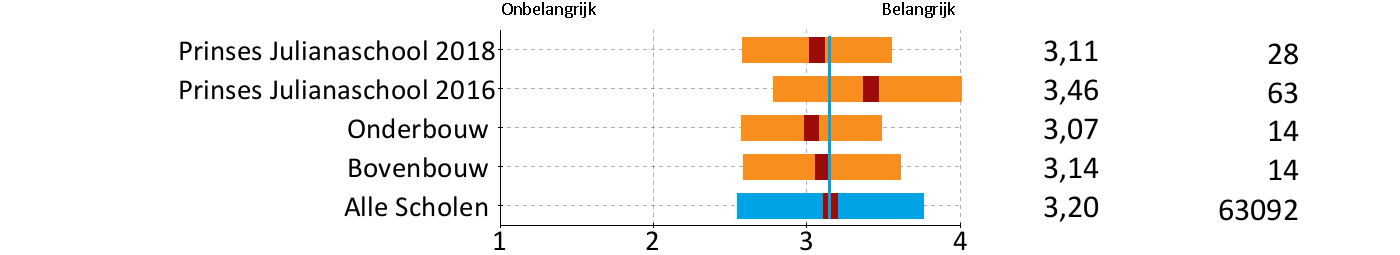 Onbelangrijk Belangrijk
Prinses Julianaschool 2018 3,11 28
Prinses Julianaschool 2016 3,46 63
Onderbouw 3,07 14
Bovenbouw 3,14 14
Alle Scholen 3,20 63092
1 2 3 4